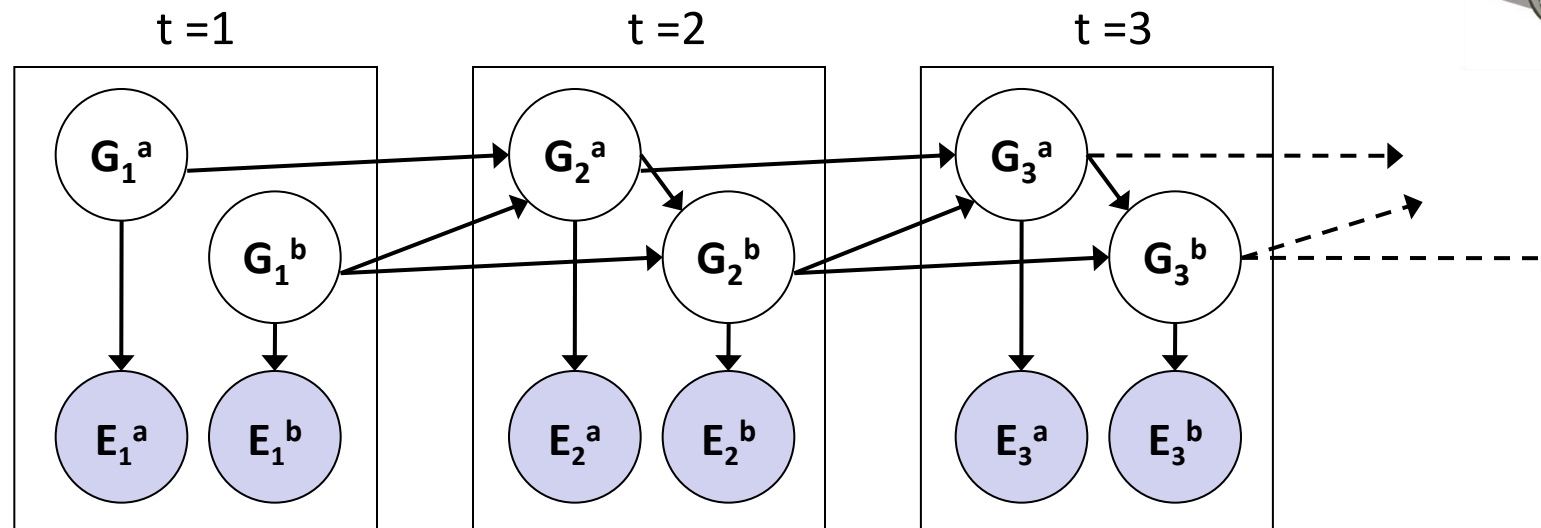 t =1 t =2 t =3
G₁ᵃ G₂ᵃ G₃ᵃ
G₁ᵇ G₂ᵇ G₃ᵇ
E₁ᵃ E₁ᵇ E₂ᵃ E₂ᵇ E₃ᵃ E₃ᵇ